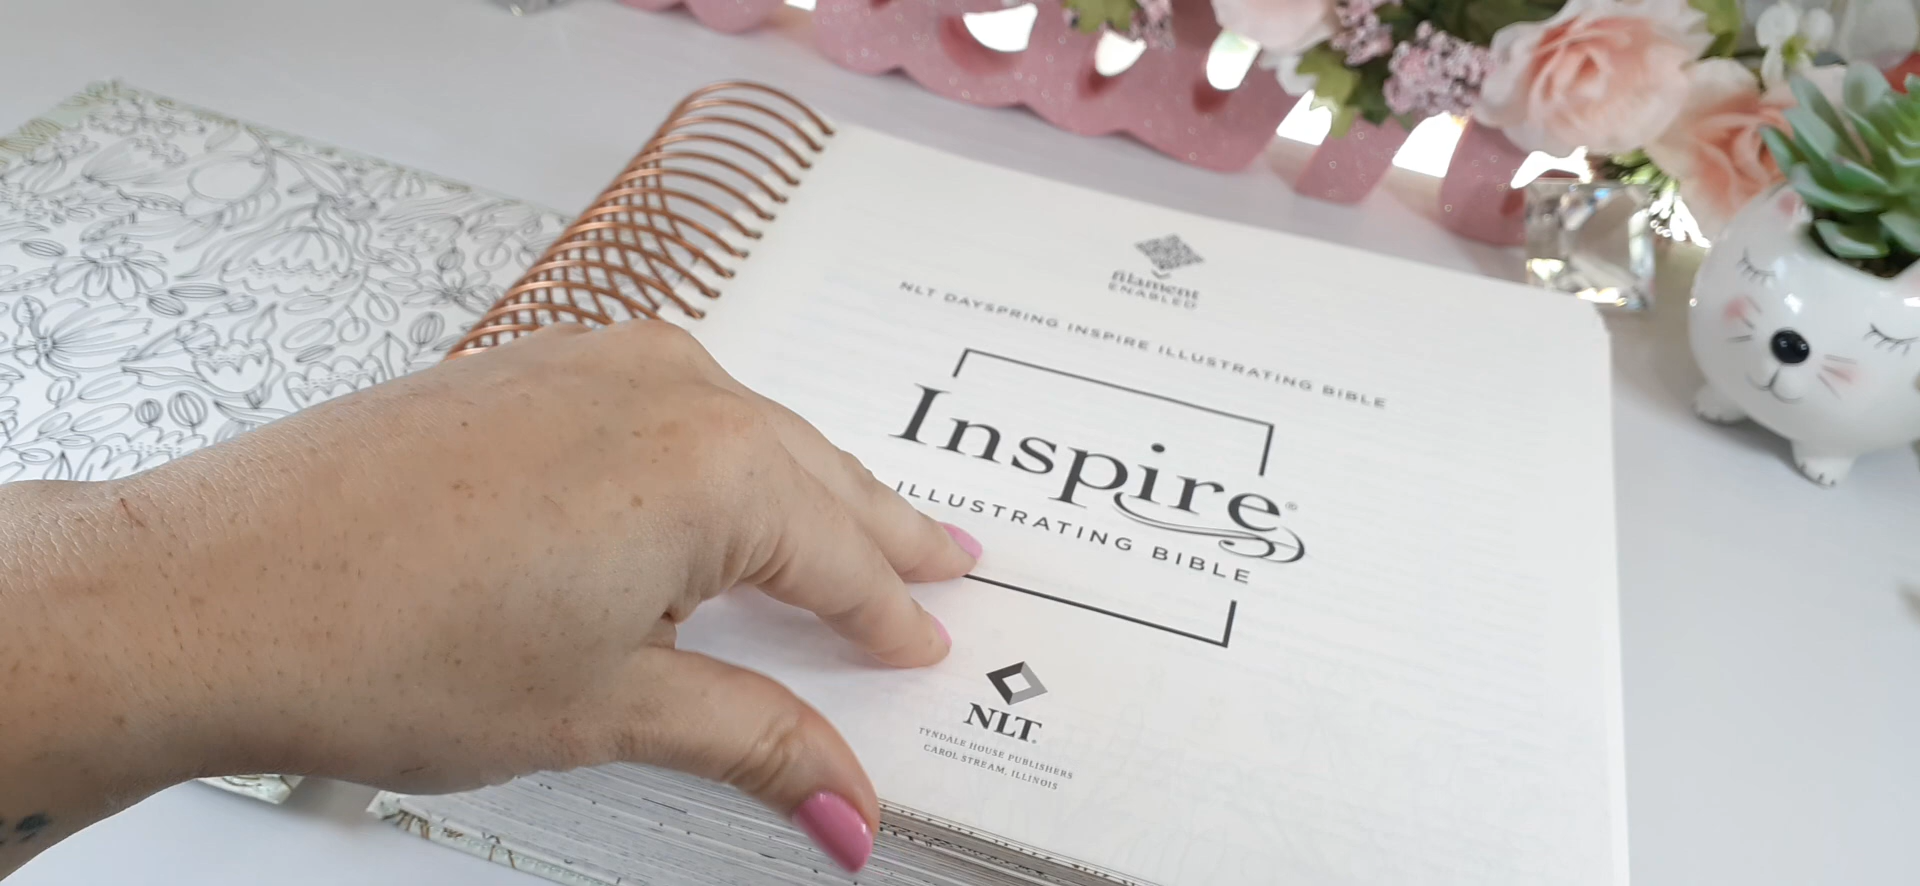 filament
ENABLED
NLT DAYSPRING INSPIRE ILLUSTRATING BIBLE
Inspire®
ILLUSTRATING BIBLE
NLT
TYNDALE HOUSE PUBLISHERS
CAROL STREAM, ILLINOIS